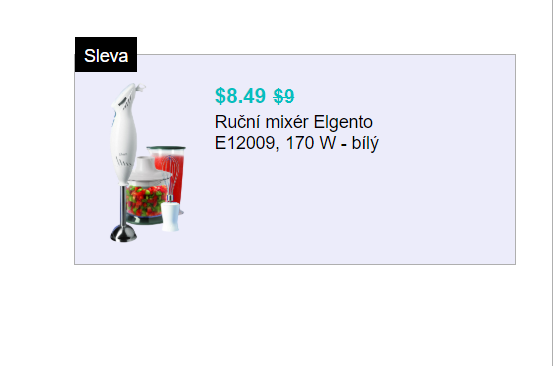 Sleva
$8.49 $9
Ruční mixér Elgento
E12009, 170 W - bílý